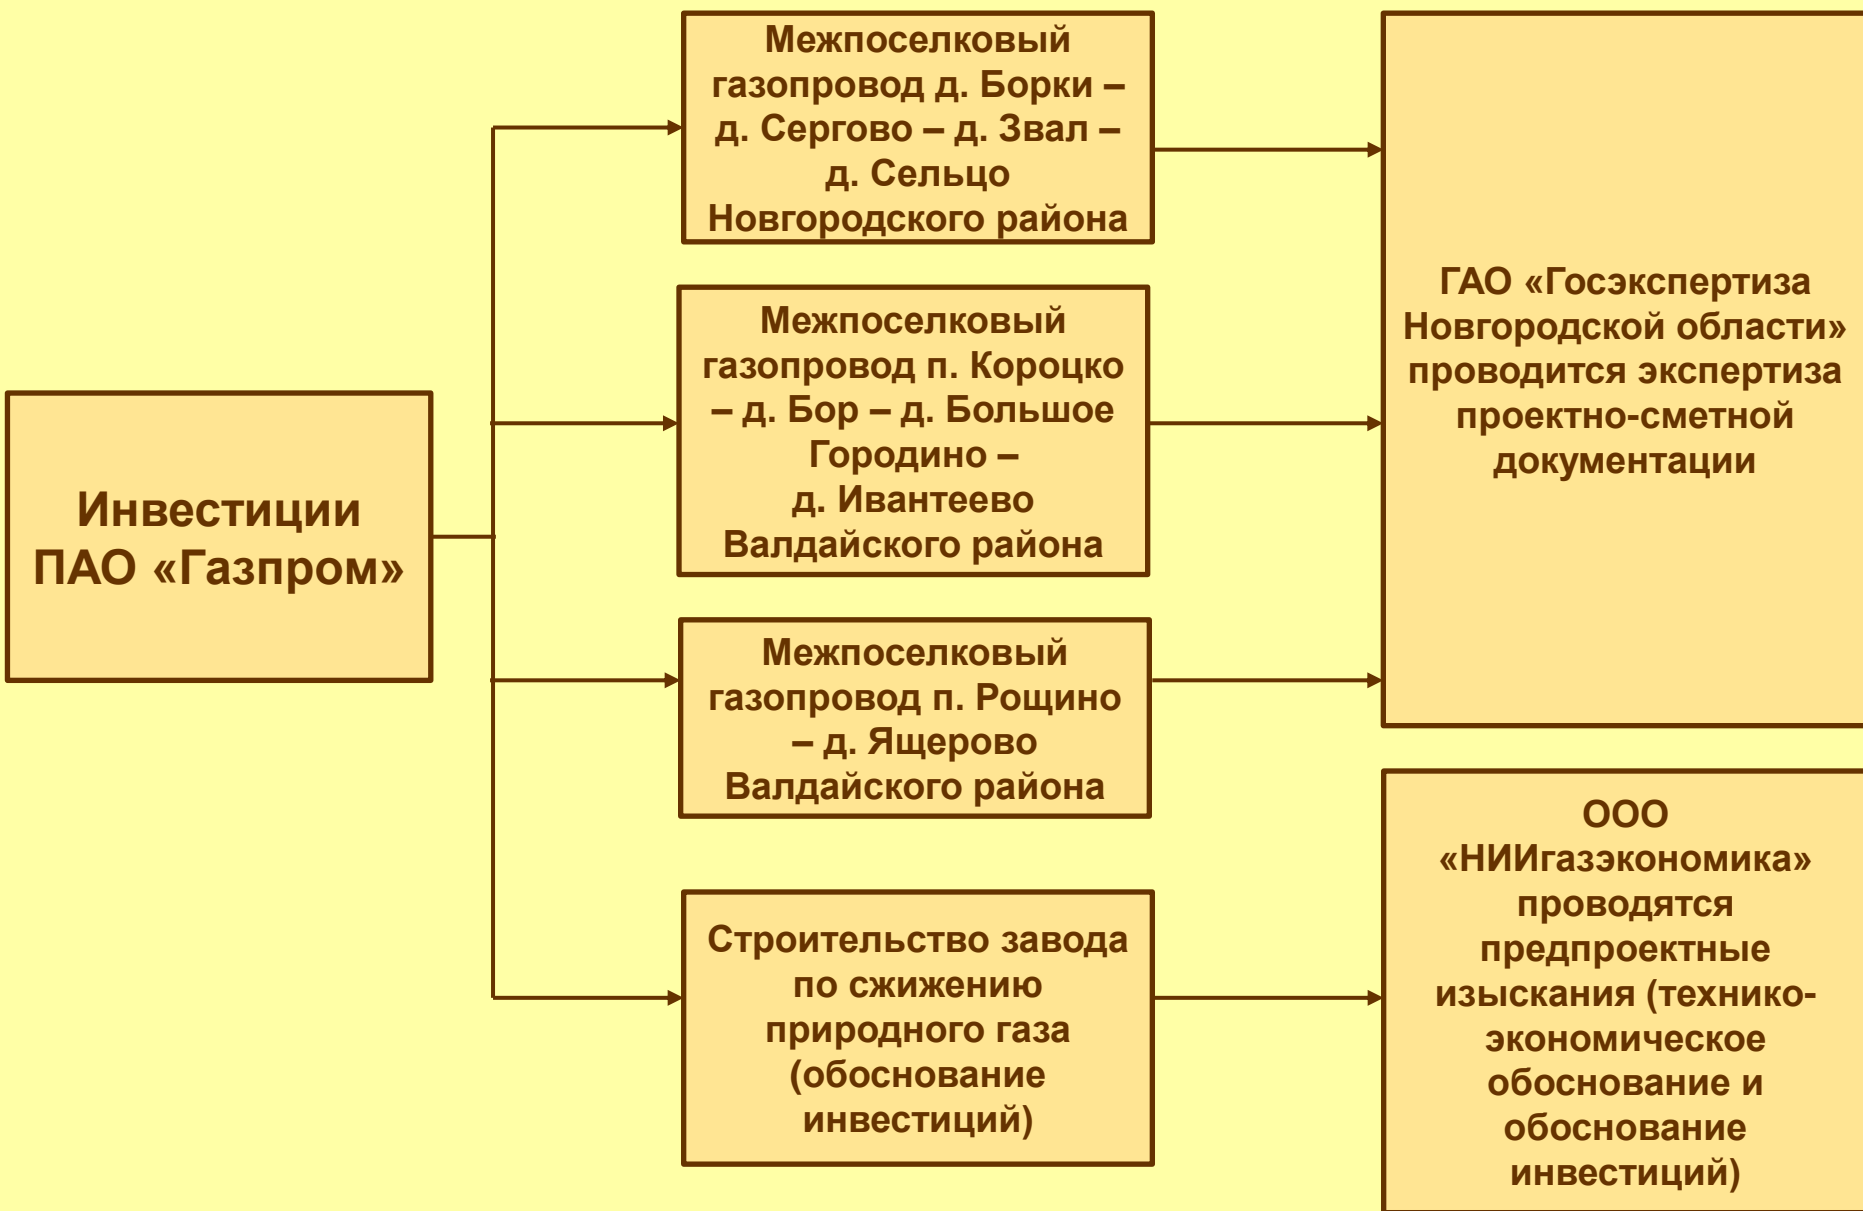 Инвестиции
ПАО «Газпром»
Межпоселковый
газопровод д. Борки –
д. Сергово – д. Звал –
д. Сельцо
Новгородского района
Межпоселковый
газопровод п. Короцко
– д. Бор – д. Большое
Городино –
д. Ивантеево
Валдайского района
Межпоселковый
газопровод п. Рощино
– д. Ящерово
Валдайского района
Строительство завода
по сжижению
природного газа
(обоснование
инвестиций)
ГАО «Госэкспертиза
Новгородской области»
проводится экспертиза
проектно-сметной
документации
ООО
«НИИгазэкономика»
проводятся
предпроектные
изыскания (технико-
экономическое
обоснование и
обоснование
инвестиций)